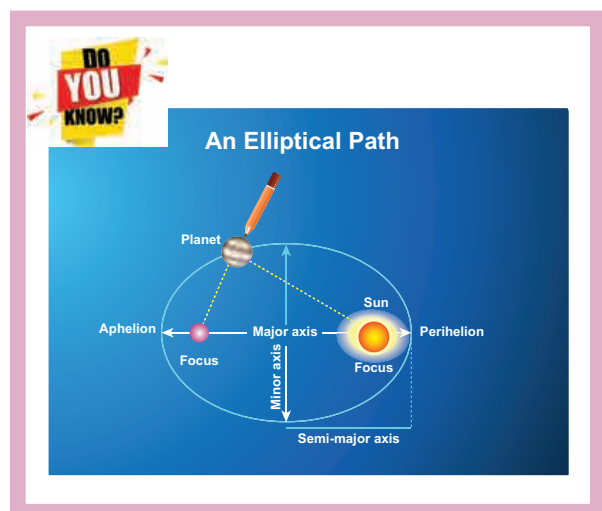 DO
YOU
KNOW?
An Elliptical Path
Planet
Sun
Aphelion
Major axis
Perihelion
Focus
Focus
Minor axis
Semi-major axis